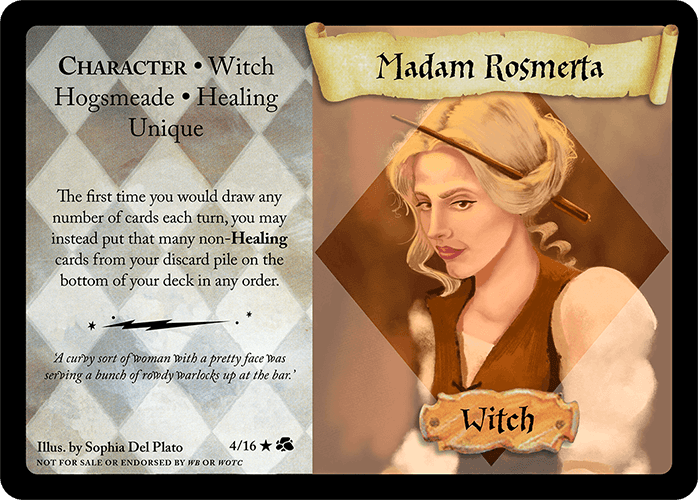 CHARACTER • Witch
Hogsmeade • Healing
Unique
The first time you would draw any
number of cards each turn, you may
instead put that many non-Healing
cards from your discard pile on the
bottom of your deck in any order.
'A curvy sort of woman with a pretty face was
serving a bunch of rowdy warlocks up at the bar.'
Illus. by Sophia Del Plato 4/16 ★
NOT FOR SALE OR ENDORSED BY WB OR WOTC
Madam Rosmerta
Witch